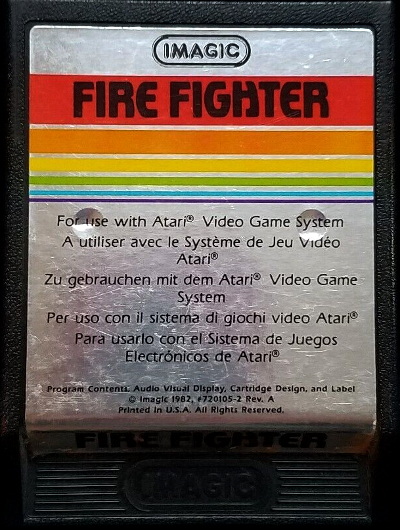 IMAGIC
FIRE FIGHTER
For use with Atari® Video Game System
A utiliser avec le Système de Jeu Vidéo
Atari®
Zu gebrauchen mit dem Atari® Video Game
System
Per uso con il sistema di giochi video Atari®
Para usarlo con el Sistema de Juegos
Electrónicos de Atari®
Program Contents, Audio Visual Display, Cartridge Design, and Label
© Imagic 1982, #720105-2 Rev. A
Printed in U.S.A. All Rights Reserved.
FIRE FIGHTER
IMAGIC